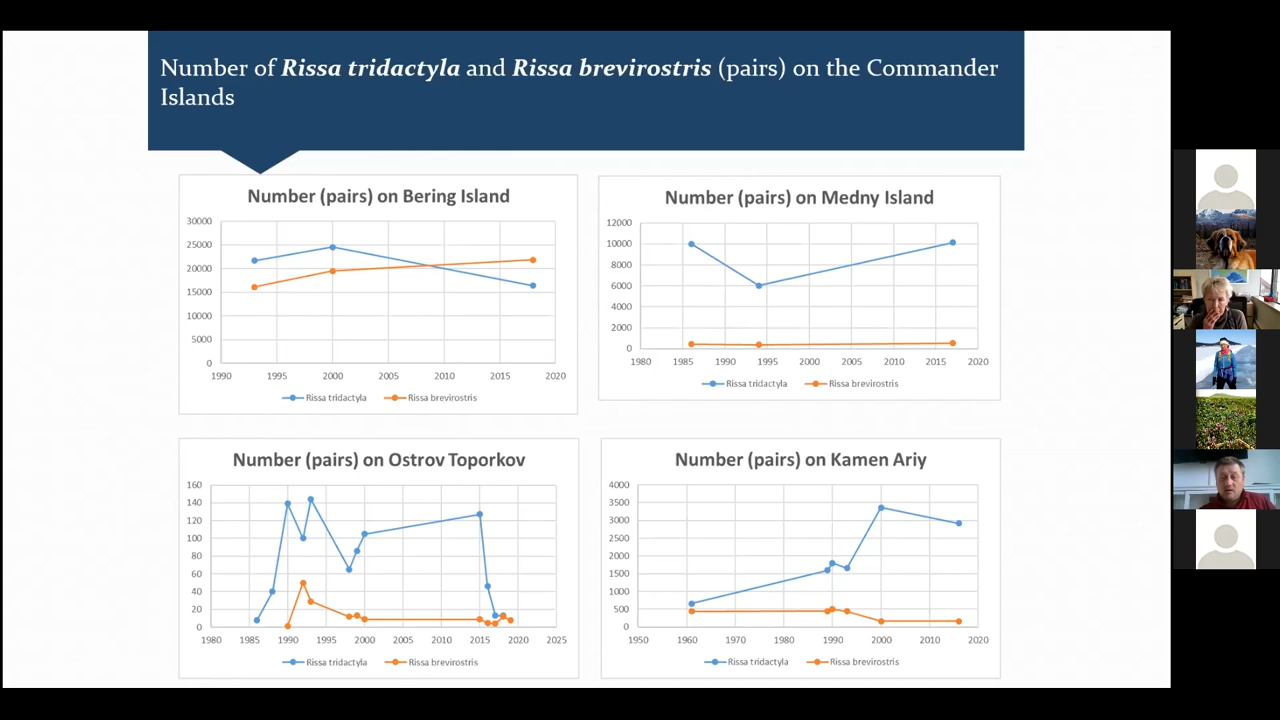 Number of Rissa tridactyla and Rissa brevirostris (pairs) on the Commander
Islands
Number (pairs) on Bering Island
30000
25000
20000
15000
10000
5000
0
1990 1995 2000 2005 2010 2015 2020
Rissa tridactyla Rissa brevirostris
Number (pairs) on Medny Island
12000
10000
8000
6000
4000
2000
0
1980 1985 1990 1995 2000 2005 2010 2015 2020
Rissa tridactyla Rissa brevirostris
Number (pairs) on Ostrov Toporkov
160
140
120
100
80
60
40
20
0
1980 1985 1990 1995 2000 2005 2010 2015 2020 2025
Rissa tridactyla Rissa brevirostris
Number (pairs) on Kamen Ariy
4000
3500
3000
2500
2000
1500
1000
500
0
1950 1960 1970 1980 1990 2000 2010 2020
Rissa tridactyla Rissa brevirostris